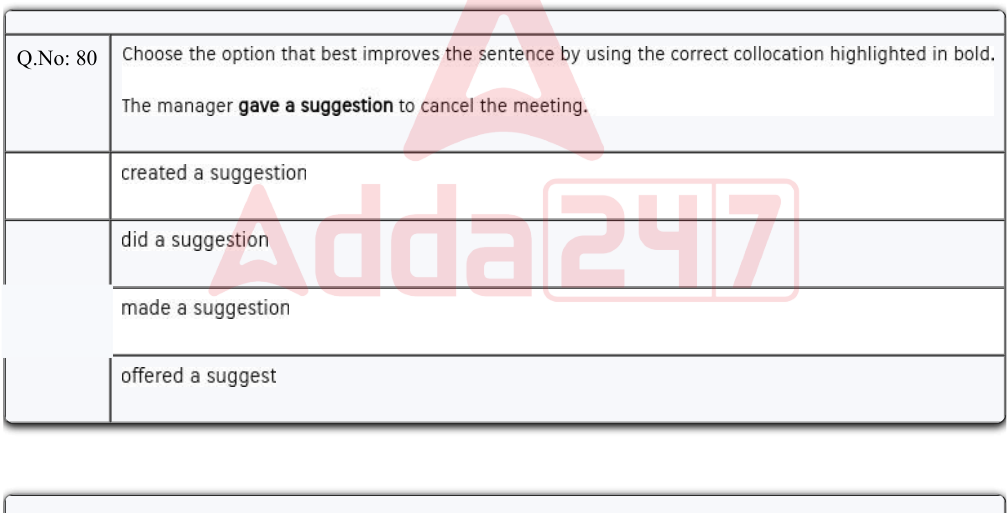 Q.No: 80
Choose the option that best improves the sentence by using the correct collocation highlighted in bold.
The manager gave a suggestion to cancel the meeting.
created a suggestion
did a suggestion
made a suggestion
offered a suggest
Adda247